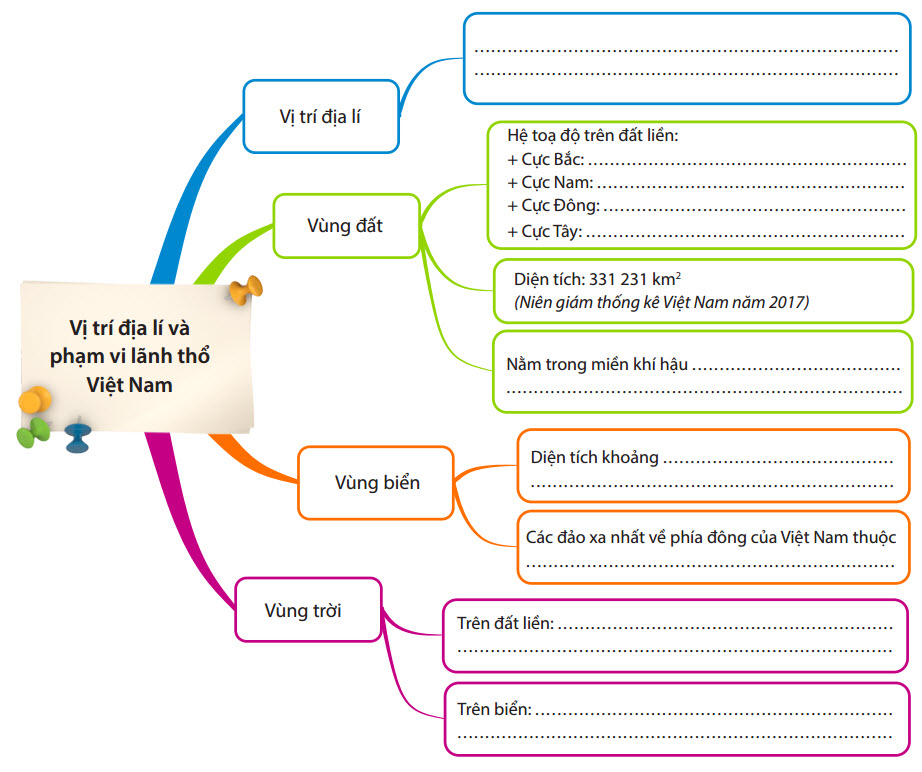 Vị trí địa lí và
phạm vi lãnh thổ
Việt Nam
Vị trí địa lí
........................................................................
........................................................................
Vùng đất
Hệ toạ độ trên đất liền:
+ Cực Bắc: ........................................................
+ Cực Nam: ......................................................
+ Cực Đông: .....................................................
+ Cực Tây: ........................................................
Diện tích: 331 231 km²
(Niên giám thống kê Việt Nam năm 2017)
Nằm trong miền khí hậu ....................................
........................................................................
Vùng biển
Diện tích khoảng ........................................
................................................................
Các đảo xa nhất về phía đông của Việt Nam thuộc
................................................................
Vùng trời
Trên đất liền: ..........................................................
..........................................................................
Trên biển: ..............................................................
..........................................................................